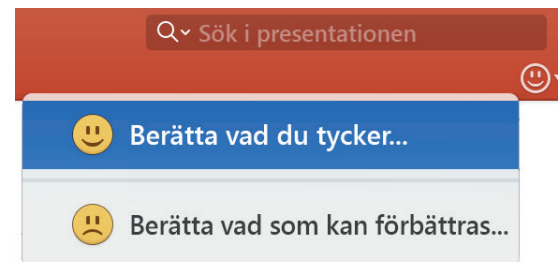 Sök i presentationen
Berätta vad du tycker...
Berätta vad som kan förbättras...